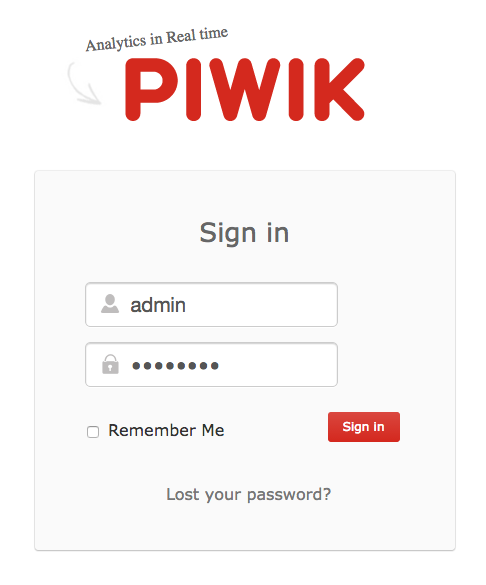 Analytics in Real time
PIWIK
Sign in
admin
••••••••
Remember Me
Sign in
Lost your password?